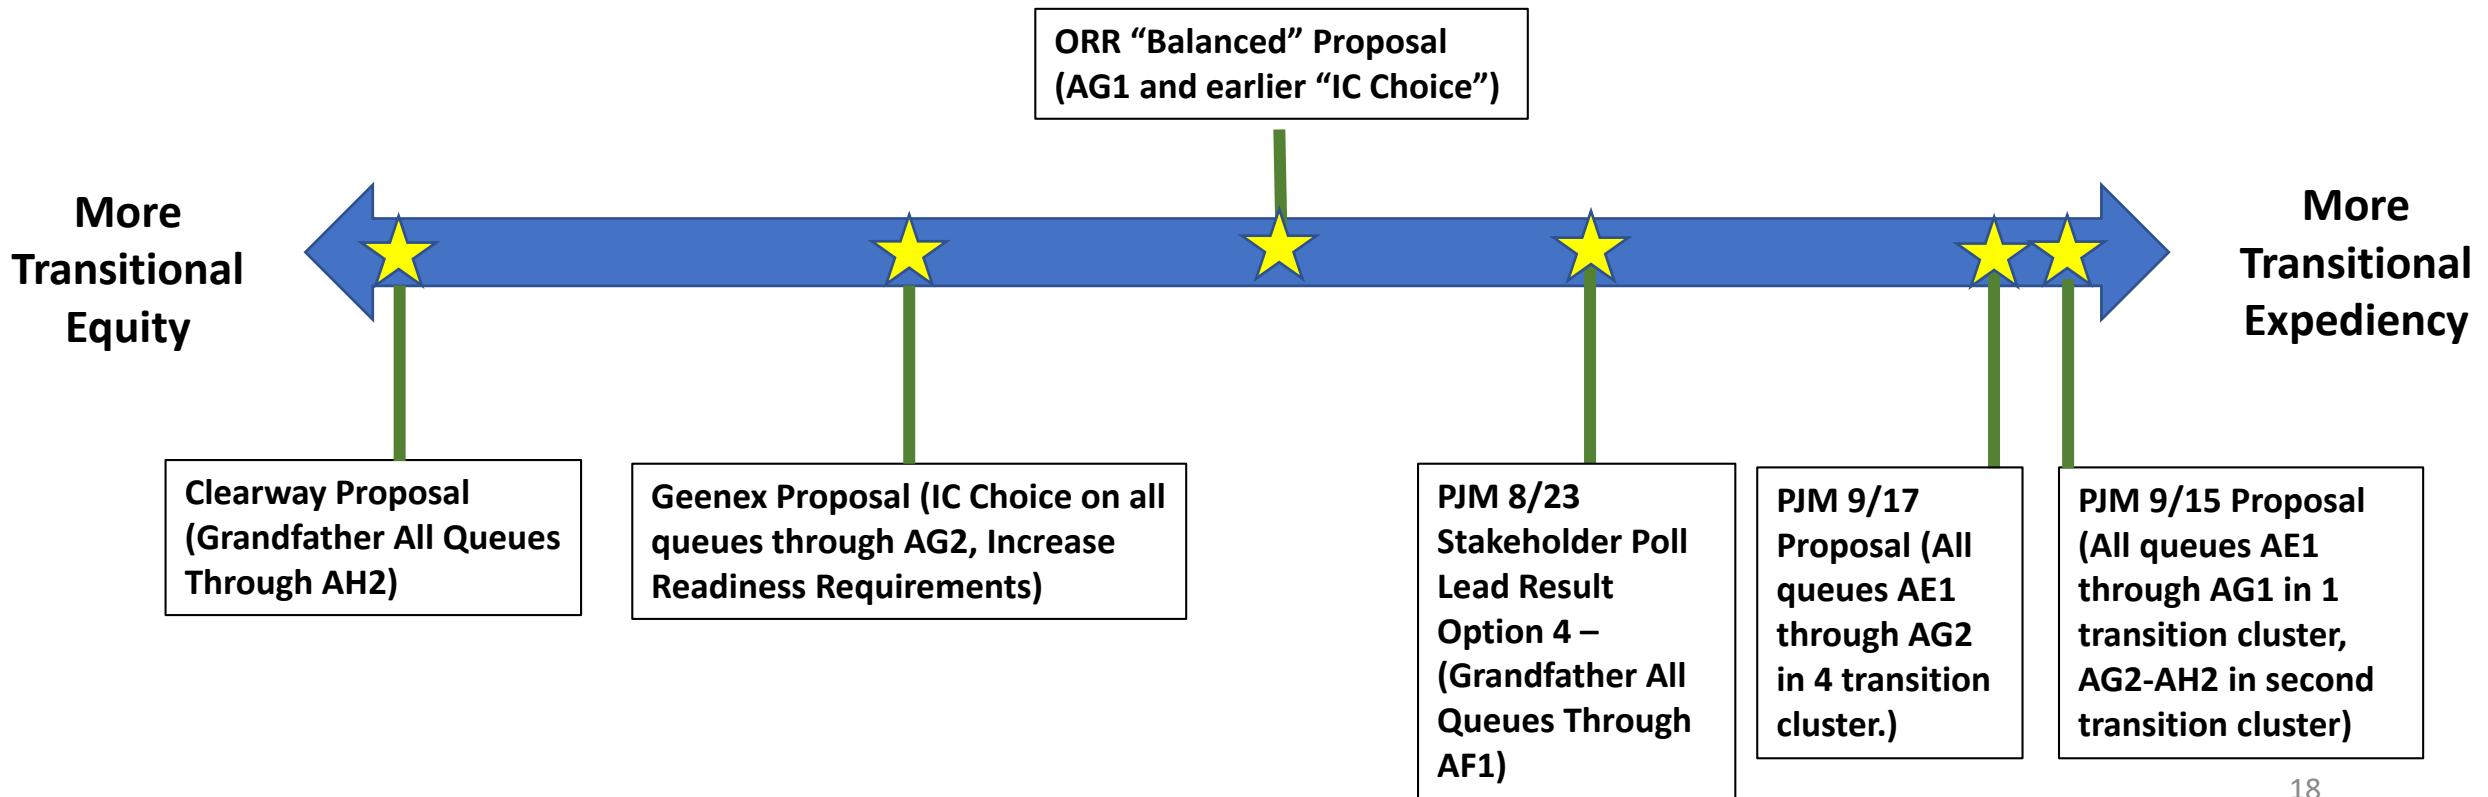 ORR “Balanced” Proposal
(AG1 and earlier “IC Choice”)
More
Transitional
Equity
More
Transitional
Expediency
Clearway Proposal
(Grandfather All Queues
Through AH2)
Geenex Proposal (IC Choice on all
queues through AG2, Increase
Readiness Requirements)
PJM 8/23
Stakeholder Poll
Lead Result
Option 4 –
(Grandfather All
Queues Through
AF1)
PJM 9/17
Proposal (All
queues AE1
through AG2
in 4 transition
cluster.)
PJM 9/15 Proposal
(All queues AE1
through AG1 in 1
transition cluster,
AG2-AH2 in second
transition cluster)
18